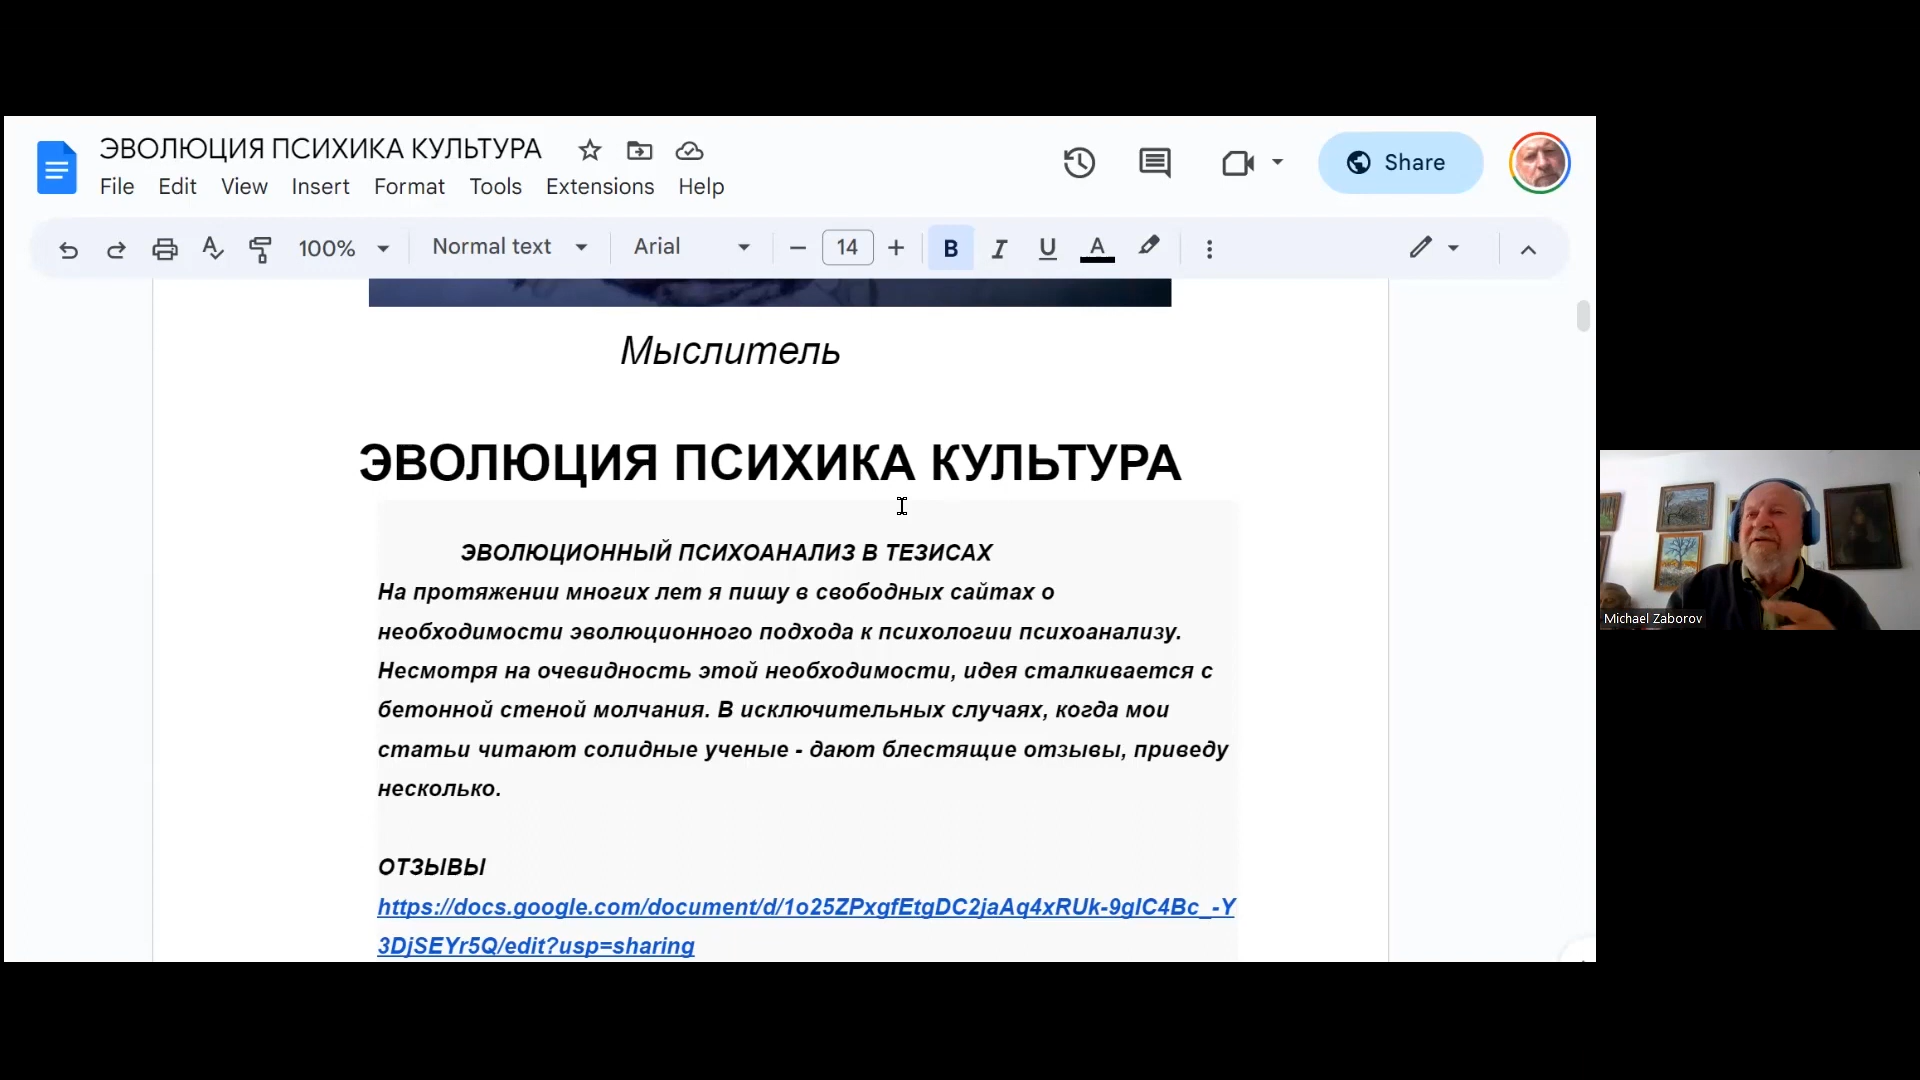 ЭВОЛЮЦИЯ ПСИХИКА КУЛЬТУРА
File Edit View Insert Format Tools Extensions Help
Share
100% Normal text Arial 14 B I U A
Мыслитель
ЭВОЛЮЦИЯ ПСИХИКА КУЛЬТУРА
ЭВОЛЮЦИОННЫЙ ПСИХОАНАЛИЗ В ТЕЗИСАХ
На протяжении многих лет я пишу в свободных сайтах о
необходимости эволюционного подхода к психологии психоанализу.
Несмотря на очевидность этой необходимости, идея сталкивается с
бетонной стеной молчания. В исключительных случаях, когда мои
статьи читают солидные ученые - дают блестящие отзывы, приведу
несколько.
ОТЗЫВЫ
https://docs.google.com/document/d/1o25ZPxgfEtgDC2jaAq4xRUk-9gIC4Bc_-Y
3DjSEYr5Q/edit?usp=sharing
Michael Zaborov